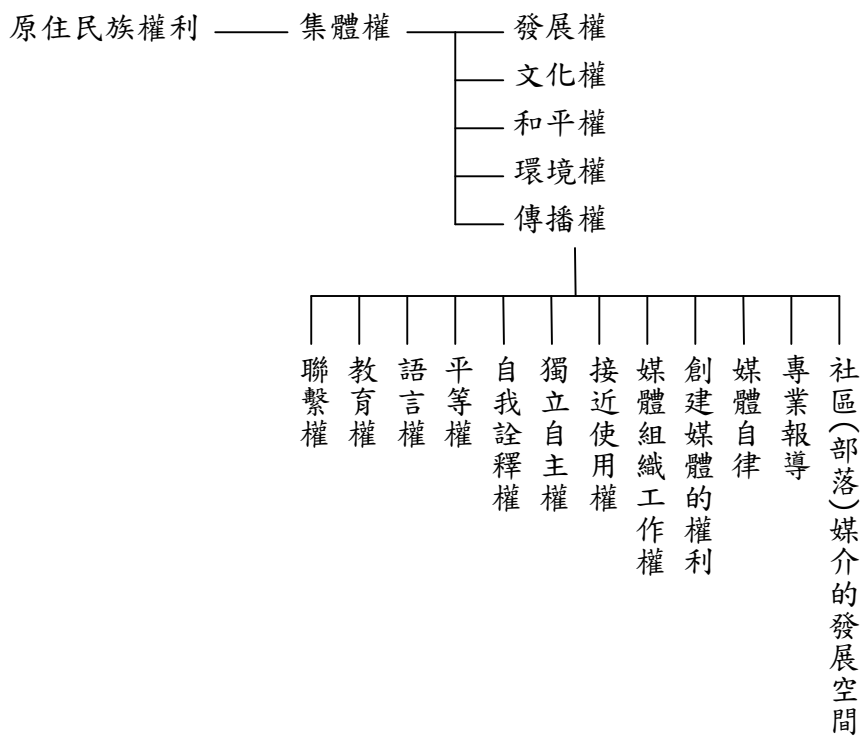 原住民族權利 集體權 發展權
文化權
和平權
環境權
傳播權
聯繫權
教育權
語言權
平等權
自我詮釋權
獨立自主權
接近使用權
媒體組織工作權
創建媒體的權利
媒體自律
專業報導
社區(部落)媒介的發展空間